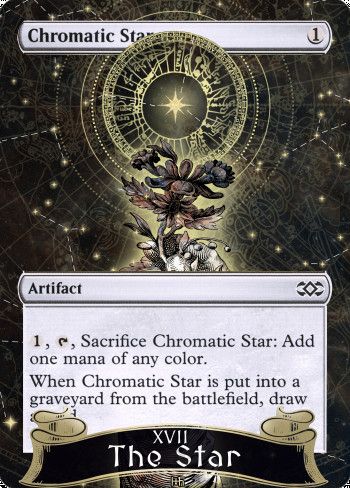 Chromatic Star
1
Artifact
1, , Sacrifice Chromatic Star: Add
one mana of any color.
When Chromatic Star is put into a
graveyard from the battlefield, draw
XVII
The Star